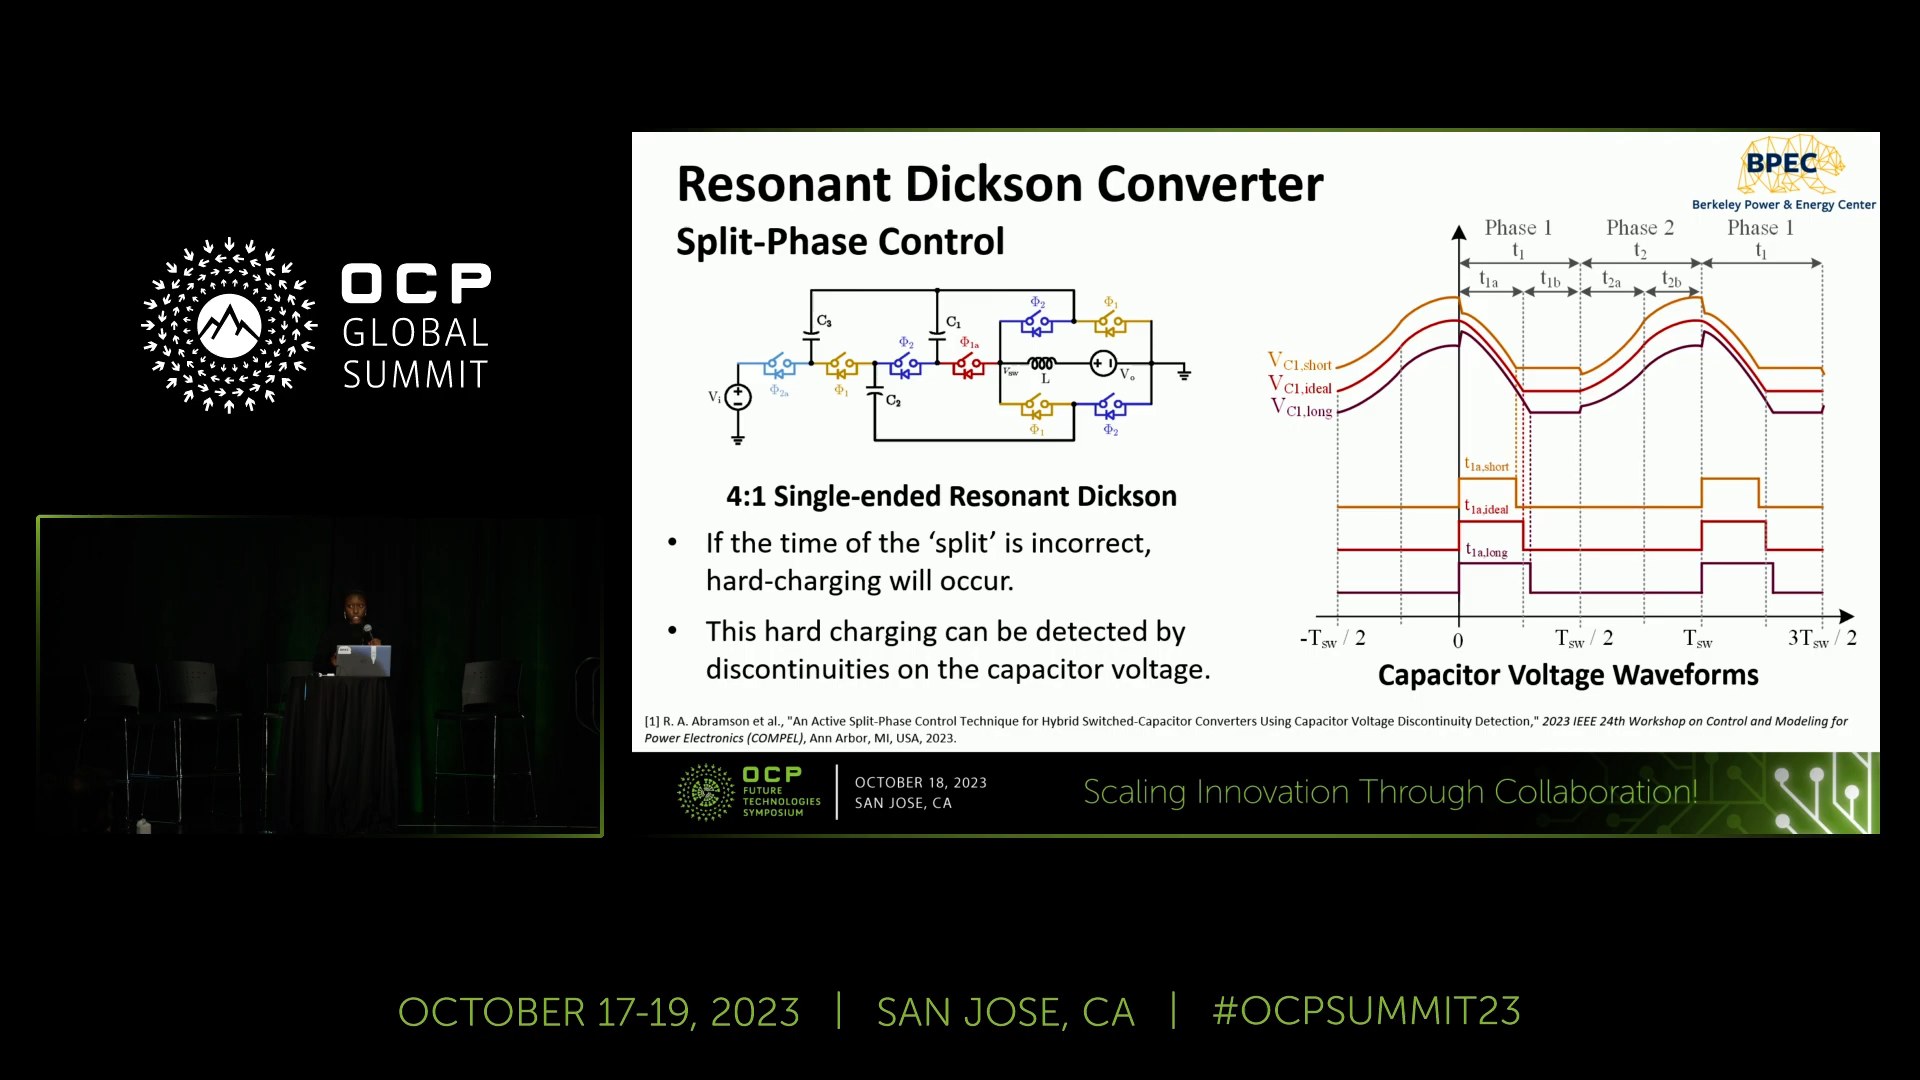 OCP
GLOBAL
SUMMIT
Resonant Dickson Converter
Split-Phase Control
BPEC
Berkeley Power & Energy Center
C₃
C₁
Φ₂
Φ₁
Φ₂
Φ₁ₐ
Vᵢ
Φ₂ₐ
Φ₁
C₂
Vsw
L
Vₒ
Φ₁
Φ₂
Phase 1
Phase 2
Phase 1
t₁
t₂
t₁
t₁ₐ
t₁b
t₂ₐ
t₂b
V C1,short
V C1,ideal
V C1,long
t1a,short
t1a,ideal
t1a,long
-Tsw / 2
0
Tsw / 2
Tsw
3Tsw / 2
Capacitor Voltage Waveforms
4:1 Single-ended Resonant Dickson
• If the time of the ‘split’ is incorrect,
hard-charging will occur.
• This hard charging can be detected by
discontinuities on the capacitor voltage.
[1] R. A. Abramson et al., "An Active Split-Phase Control Technique for Hybrid Switched-Capacitor Converters Using Capacitor Voltage Discontinuity Detection," 2023 IEEE 24th Workshop on Control and Modeling for
Power Electronics (COMPEL), Ann Arbor, MI, USA, 2023.
OCP
FUTURE
TECHNOLOGIES
SYMPOSIUM
OCTOBER 18, 2023
SAN JOSE, CA
Scaling Innovation Through Collaboration!
OCTOBER 17-19, 2023 | SAN JOSE, CA | #OCPSUMMIT23